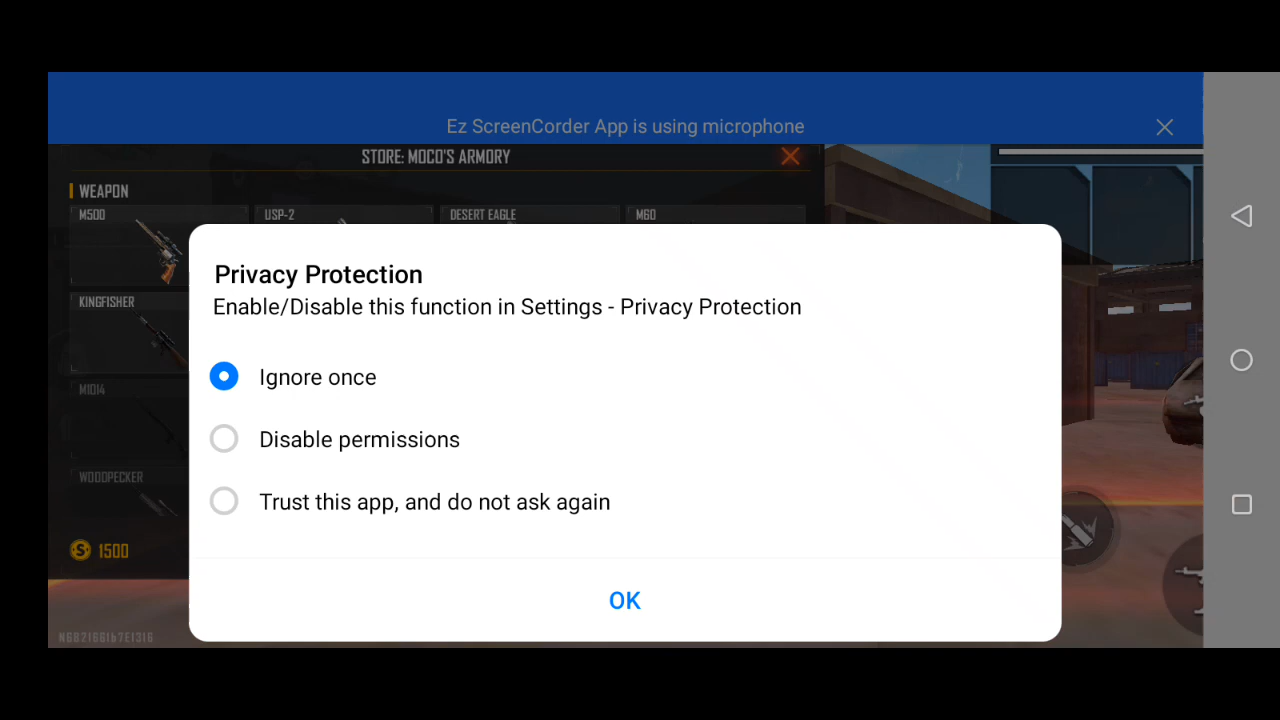 Ez ScreenCorder App is using microphone
STORE: MOCO'S ARMORY
WEAPON
M500
USP-2
DESERT EAGLE
M60
Privacy Protection
Enable/Disable this function in Settings - Privacy Protection
KINGFISHER
Ignore once
M1014
Disable permissions
WOODPECKER
Trust this app, and do not ask again
S 1500
OK